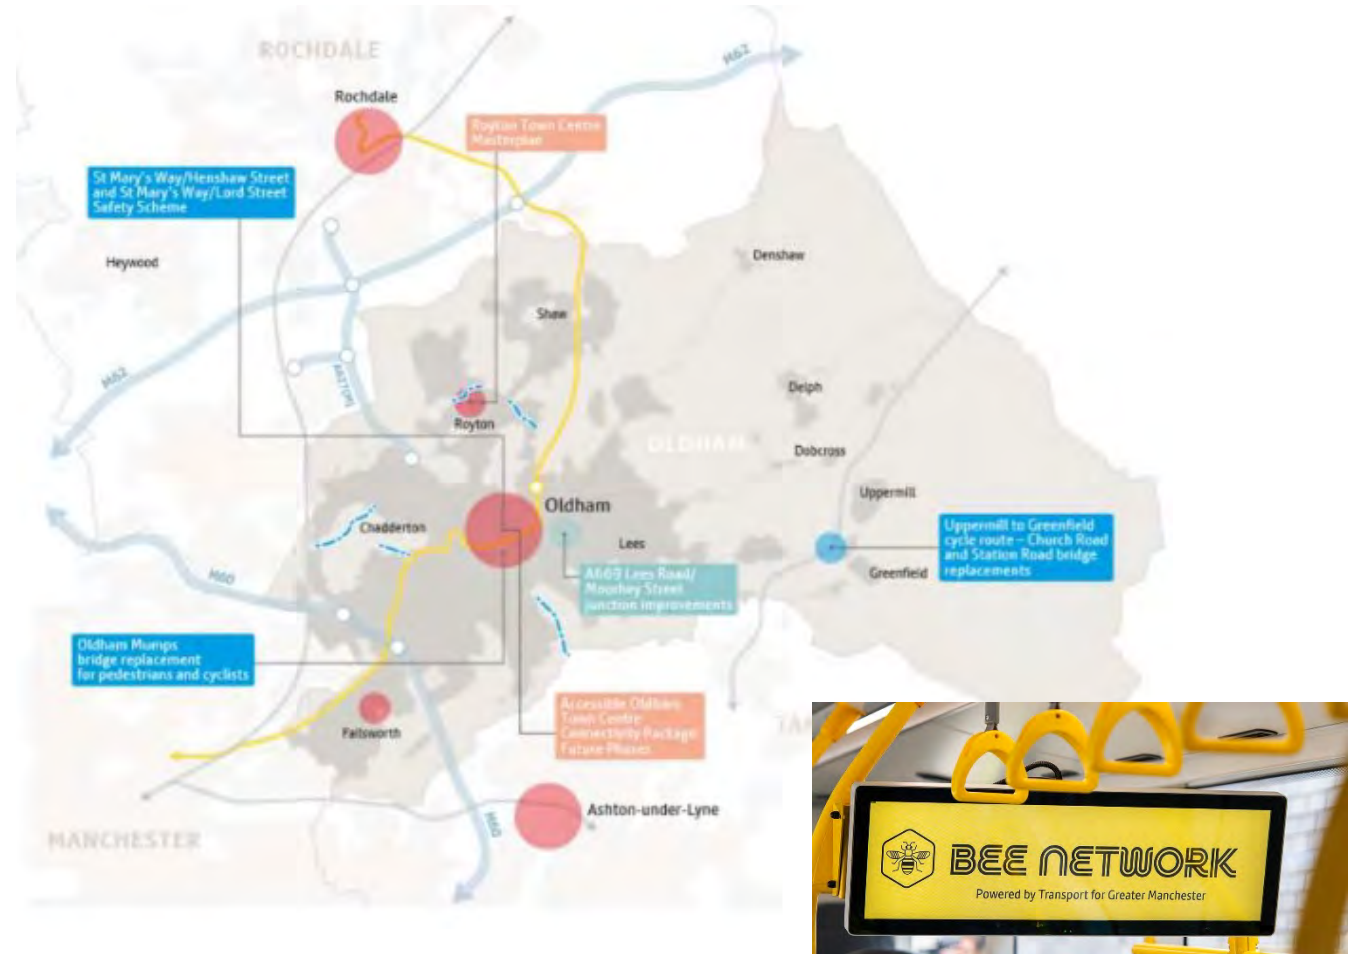 ROCHDALE
M62
Rochdale
Royton Town Centre
Masterplan
St Mary's Way/Henshaw Street
and St Mary's Way/Lord Street
Safety Scheme
Heywood
Denshaw
Shaw
M62
A627(M)
Delph
Royton
OLDHAM
Dobcross
Uppermill
Oldham
Chadderton
Lees
Uppermill to Greenfield
cycle route – Church Road
and Station Road bridge
replacements
Greenfield
M60
A669 Lees Road/
Moorhey Street
junction improvements
Oldham Mumps
bridge replacement
for pedestrians and cyclists
Accessible Oldham
Town Centre
Connectivity Package
Future Phases
Failsworth
Ashton-under-Lyne
M60
MANCHESTER
BEE NETWORK
Powered by Transport for Greater Manchester